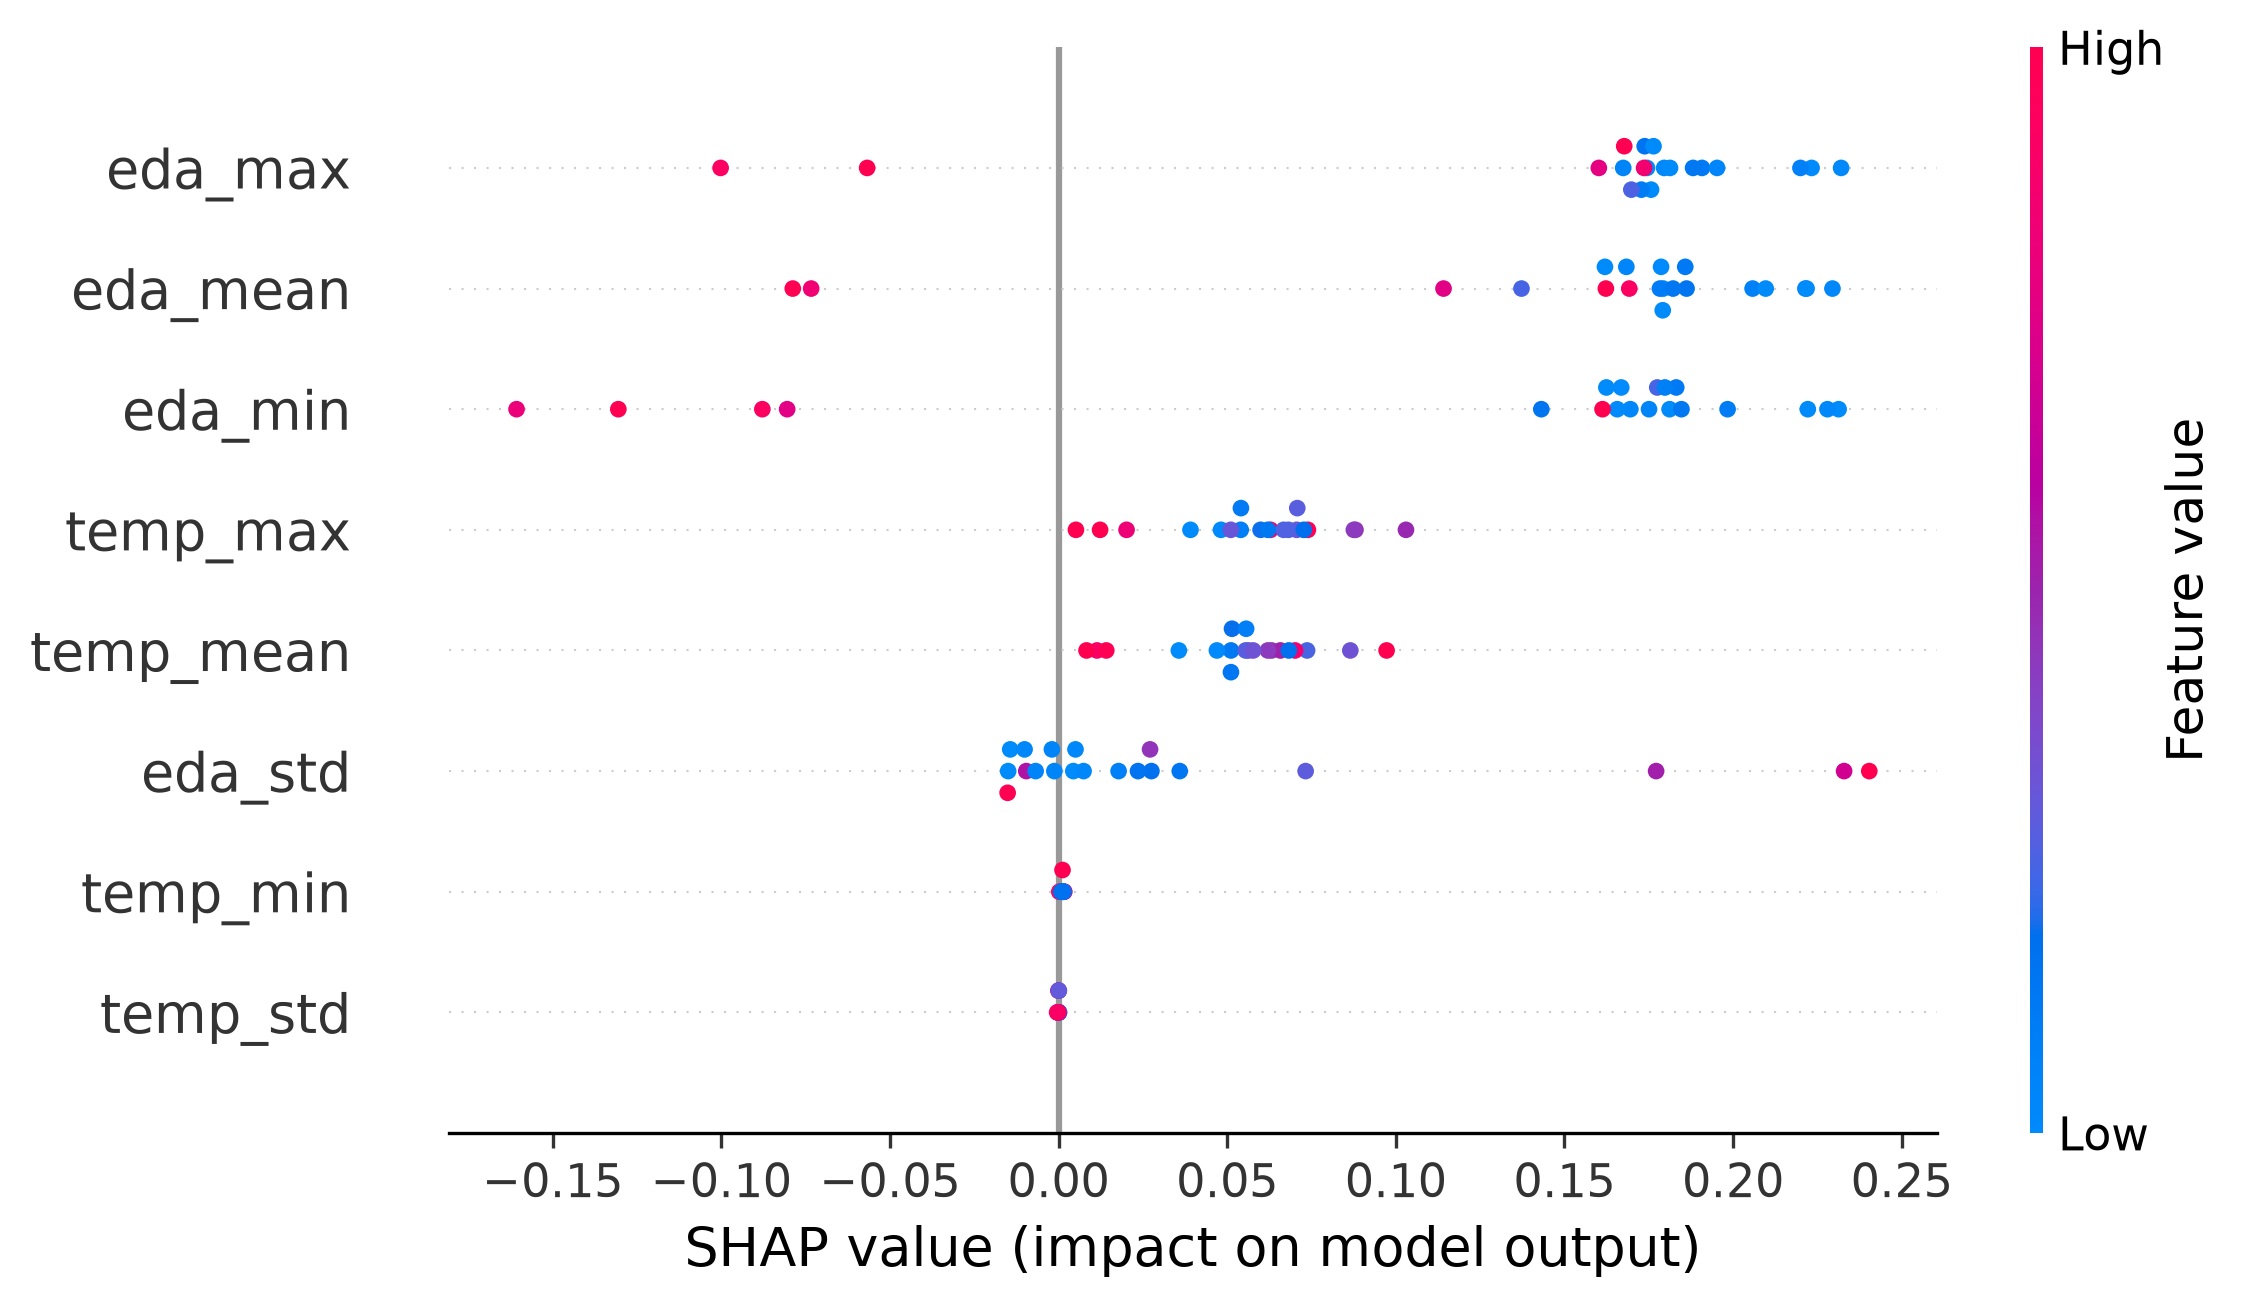 High
eda_max
eda_mean
eda_min
temp_max
temp_mean
eda_std
temp_min
temp_std
Feature value
Low
−0.15 −0.10 −0.05 0.00 0.05 0.10 0.15 0.20 0.25
SHAP value (impact on model output)